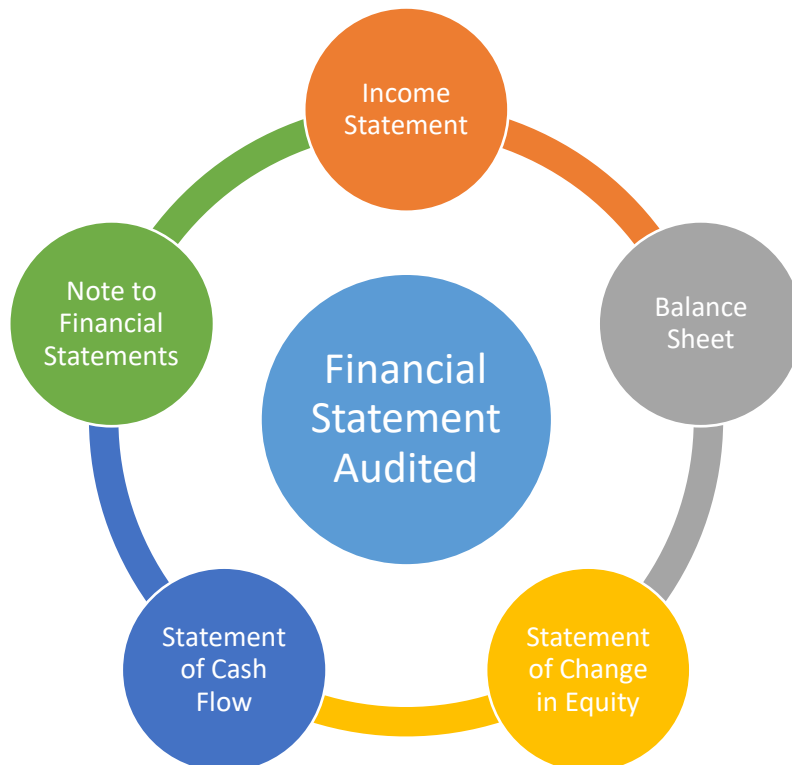 Income
Statement
Balance
Sheet
Statement
of Change
in Equity
Statement
of Cash
Flow
Note to
Financial
Statements
Financial
Statement
Audited